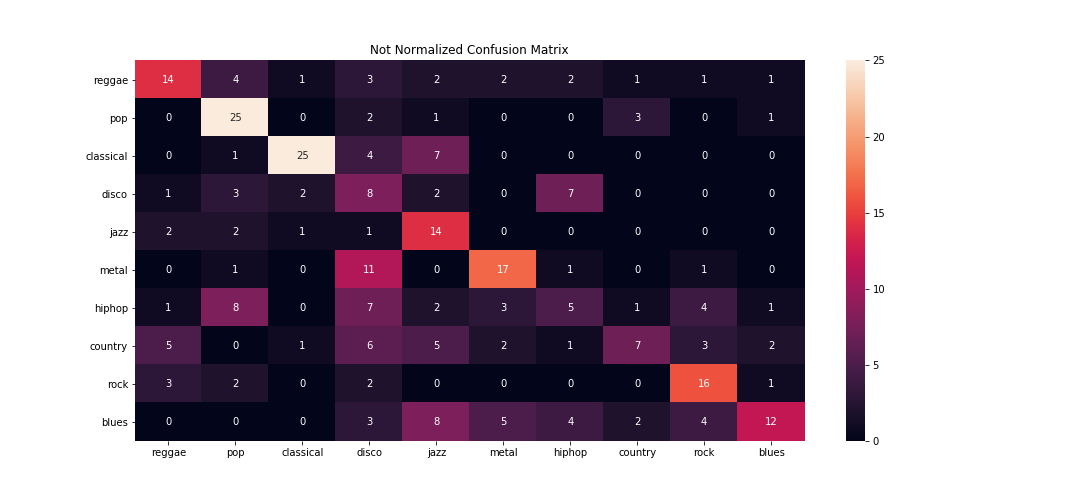 Not Normalized Confusion Matrix
25
reggae 14 4 1 3 2 2 2 1 1 1
pop 0 25 0 2 1 0 0 3 0 1
20
classical 0 1 25 4 7 0 0 0 0 0
disco 1 3 2 8 2 0 7 0 0 0
15
jazz 2 2 1 1 14 0 0 0 0 0
metal 0 1 0 11 0 17 1 0 1 0
10
hiphop 1 8 0 7 2 3 5 1 4 1
country 5 0 1 6 5 2 1 7 3 2
5
rock 3 2 0 2 0 0 0 0 16 1
blues 0 0 0 3 8 5 4 2 4 12
0
reggae pop classical disco jazz metal hiphop country rock blues